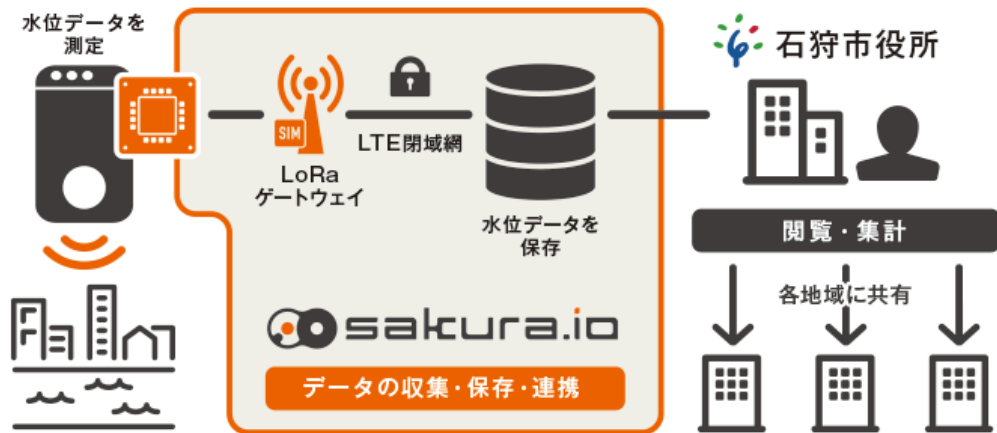 水位データを
測定
SIM
LoRa
ゲートウェイ
LTE閉域網
水位データを
保存
sakura.io
データの収集・保存・連携
石狩市役所
閲覧・集計
各地域に共有